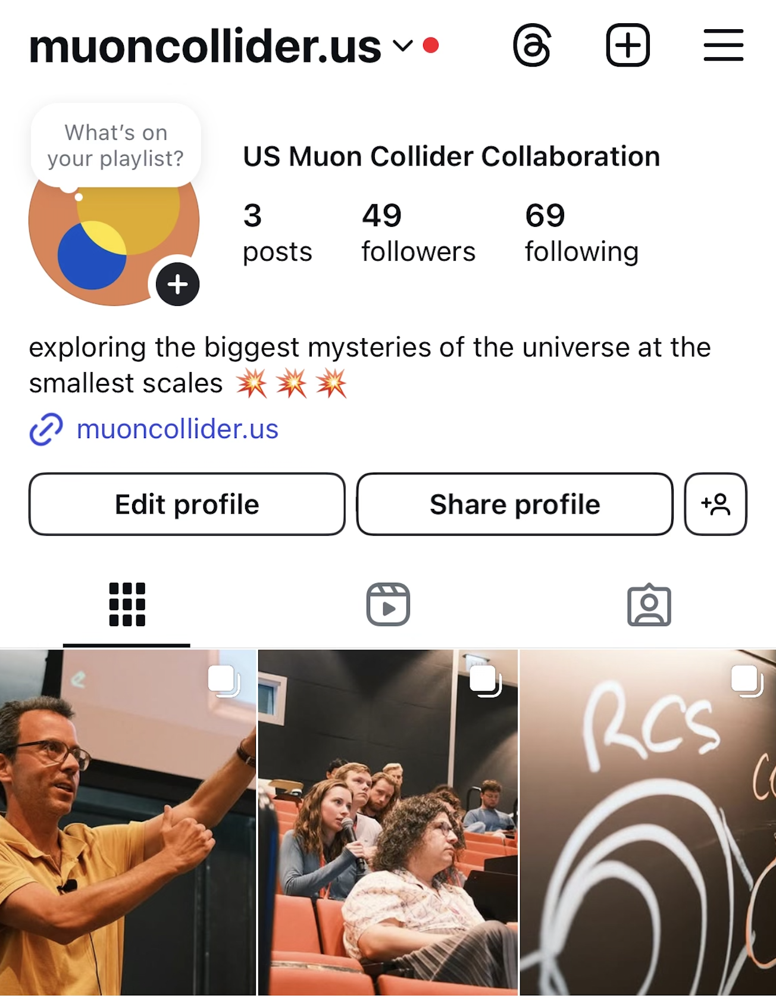 muoncollider.us
What's on
your playlist?
US Muon Collider Collaboration
3 49 69
posts followers following
exploring the biggest mysteries of the universe at the
smallest scales 💥 💥 💥
muoncollider.us
Edit profile Share profile
RCS